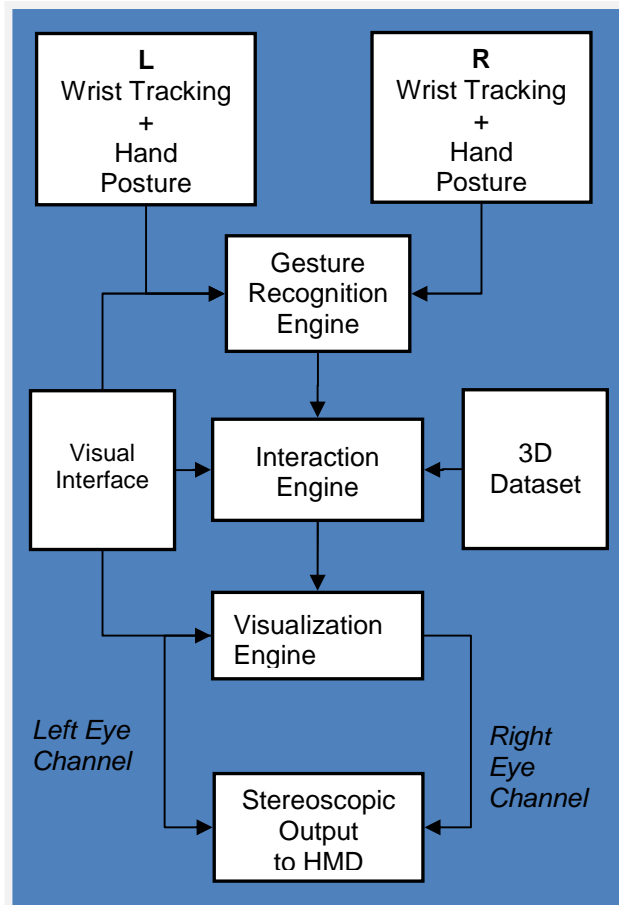 L
Wrist Tracking
+
Hand
Posture
R
Wrist Tracking
+
Hand
Posture
Gesture
Recognition
Engine
Visual
Interface
Interaction
Engine
3D
Dataset
Visualization
Engine
Left Eye
Channel
Right
Eye
Channel
Stereoscopic
Output
to HMD